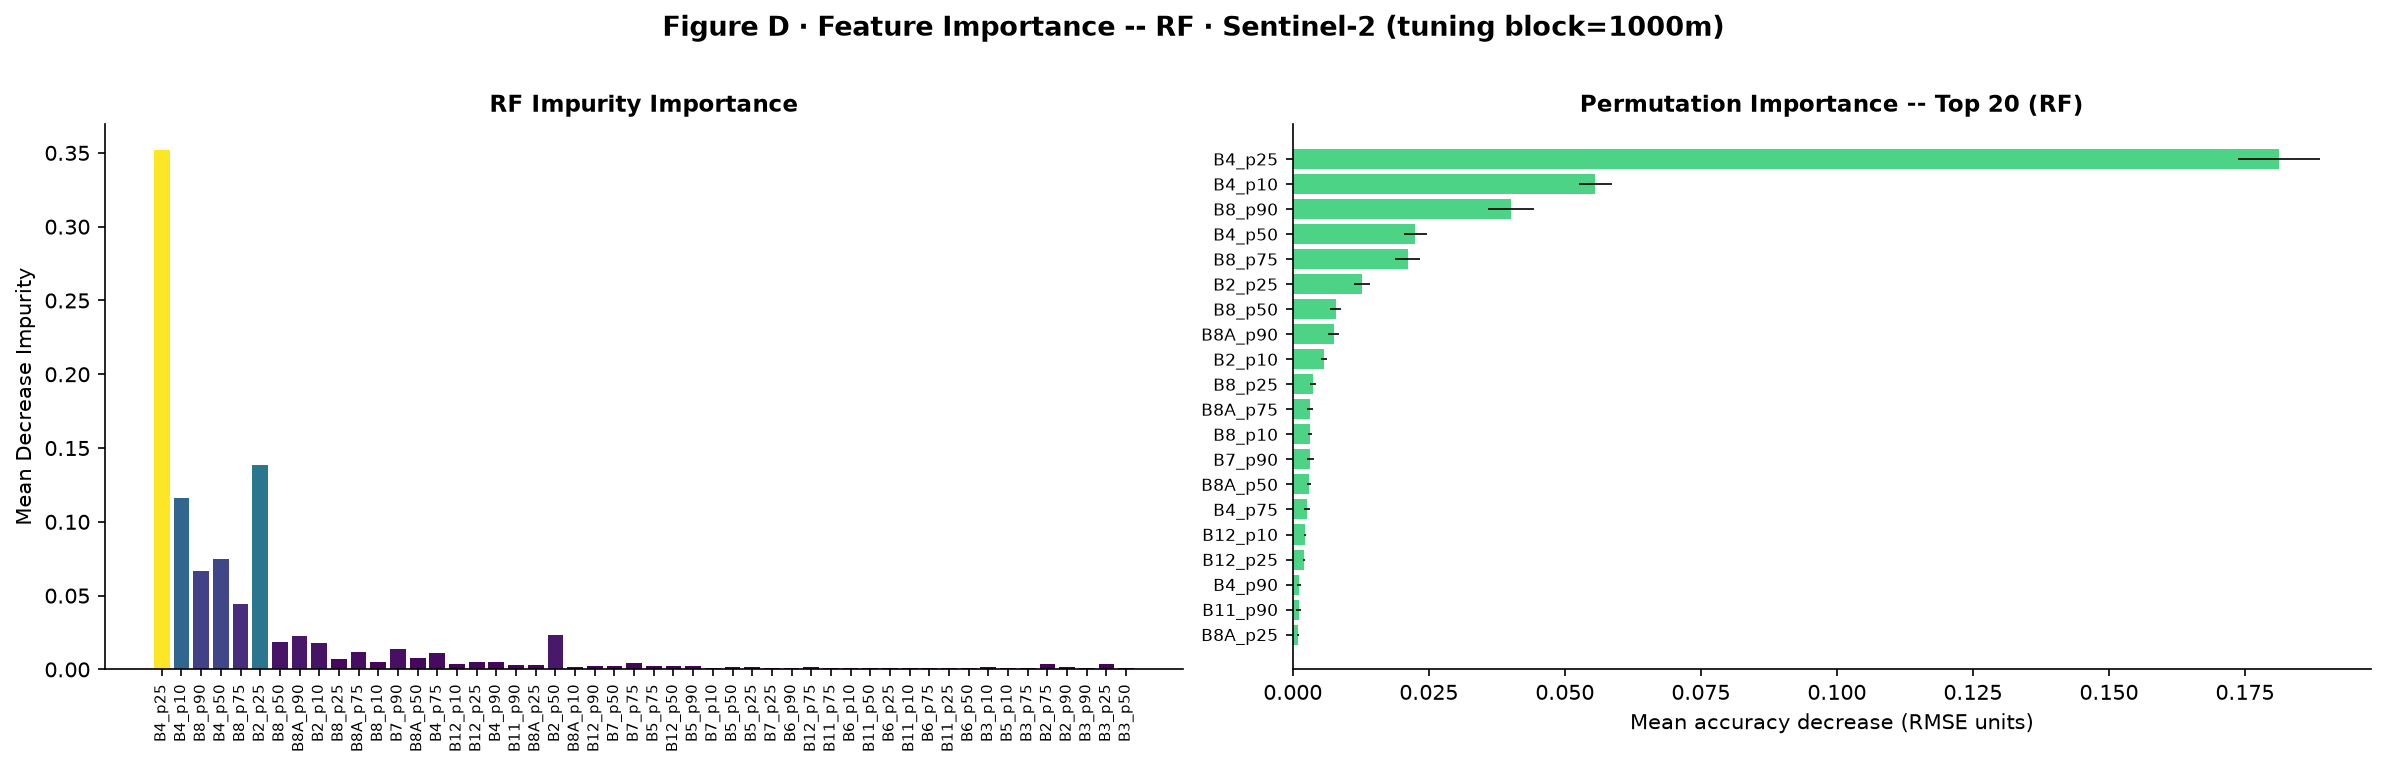 Figure D · Feature Importance -- RF · Sentinel-2 (tuning block=1000m)
RF Impurity Importance
Mean Decrease Impurity
0.35
0.30
0.25
0.20
0.15
0.10
0.05
0.00
B4_p25
B4_p10
B8_p90
B4_p50
B8_p75
B2_p25
B8_p50
B8A_p90
B2_p10
B8_p25
B8A_p75
B8_p10
B7_p90
B8A_p50
B4_p75
B12_p10
B12_p25
B4_p90
B11_p90
B8A_p25
B2_p50
B8A_p10
B12_p90
B7_p50
B7_p75
B5_p75
B12_p50
B5_p90
B7_p10
B5_p50
B5_p25
B7_p25
B6_p90
B12_p75
B11_p75
B6_p10
B11_p50
B6_p25
B11_p10
B6_p75
B11_p25
B6_p50
B3_p10
B5_p10
B3_p75
B2_p75
B2_p90
B3_p90
B3_p25
B3_p50
Permutation Importance -- Top 20 (RF)
B4_p25
B4_p10
B8_p90
B4_p50
B8_p75
B2_p25
B8_p50
B8A_p90
B2_p10
B8_p25
B8A_p75
B8_p10
B7_p90
B8A_p50
B4_p75
B12_p10
B12_p25
B4_p90
B11_p90
B8A_p25
0.000 0.025 0.050 0.075 0.100 0.125 0.150 0.175
Mean accuracy decrease (RMSE units)